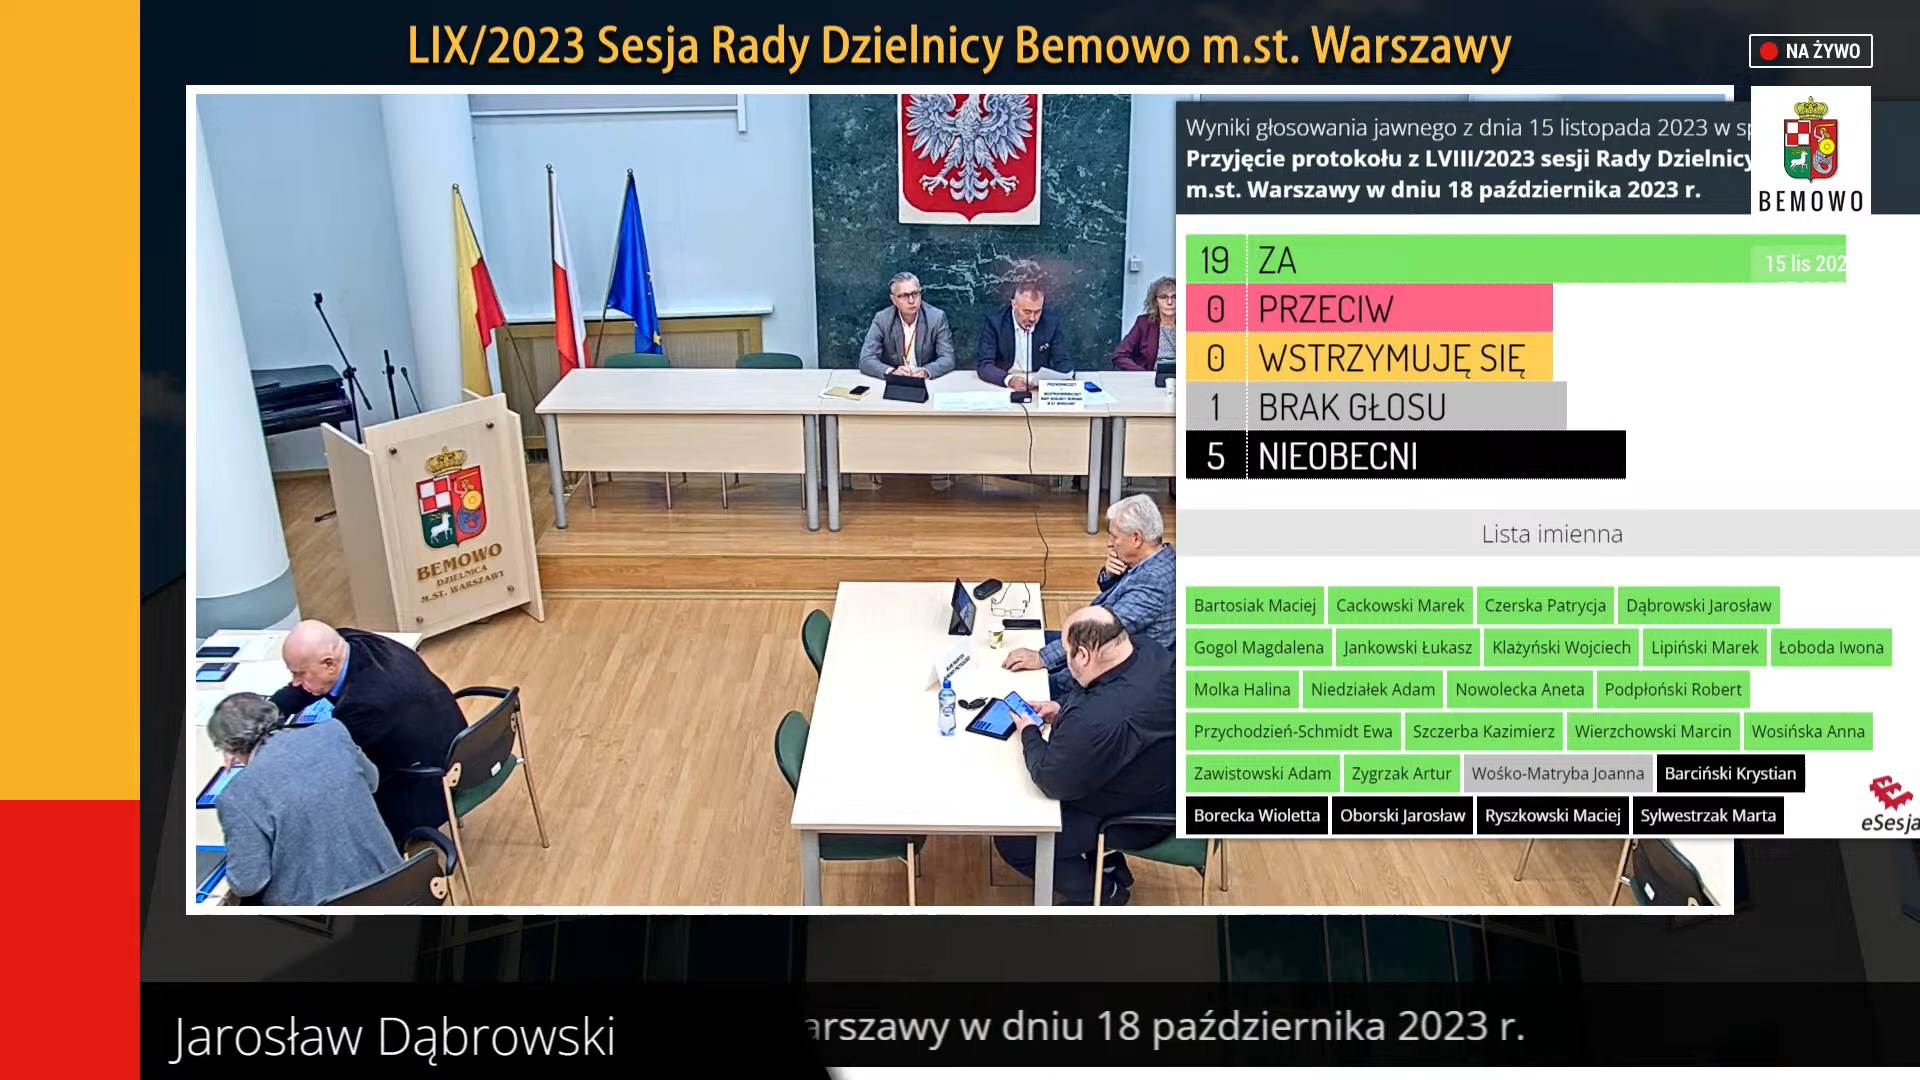 LIX/2023 Sesja Rady Dzielnicy Bemowo m.st. Warszawy
NA ŻYWO
BEMOWO
Wyniki głosowania jawnego z dnia 15 listopada 2023 w sp
Przyjęcie protokołu z LVIII/2023 sesji Rady Dzielnicy
m.st. Warszawy w dniu 18 października 2023 r.
19 ZA
15 lis 202
0 PRZECIW
0 WSTRZYMUJĘ SIĘ
1 BRAK GŁOSU
5 NIEOBECNI
Lista imienna
Bartosiak Maciej Cackowski Marek Czerska Patrycja Dąbrowski Jarosław
Gogol Magdalena Jankowski Łukasz Klażyński Wojciech Lipiński Marek Łoboda Iwona
Molka Halina Niedziałek Adam Nowolecka Aneta Podpłoński Robert
Przychodzień-Schmidt Ewa Szczerba Kazimierz Wierzchowski Marcin Wosińska Anna
Zawistowski Adam Zygrzak Artur Wośko-Matryba Joanna Barciński Krystian
Borecka Wioletta Oborski Jarosław Ryszkowski Maciej Sylwestrzak Marta
eSesja
BEMOWO
DZIELNICA
M.ST. WARSZAWY
Jarosław Dąbrowski
arszawy w dniu 18 października 2023 r.